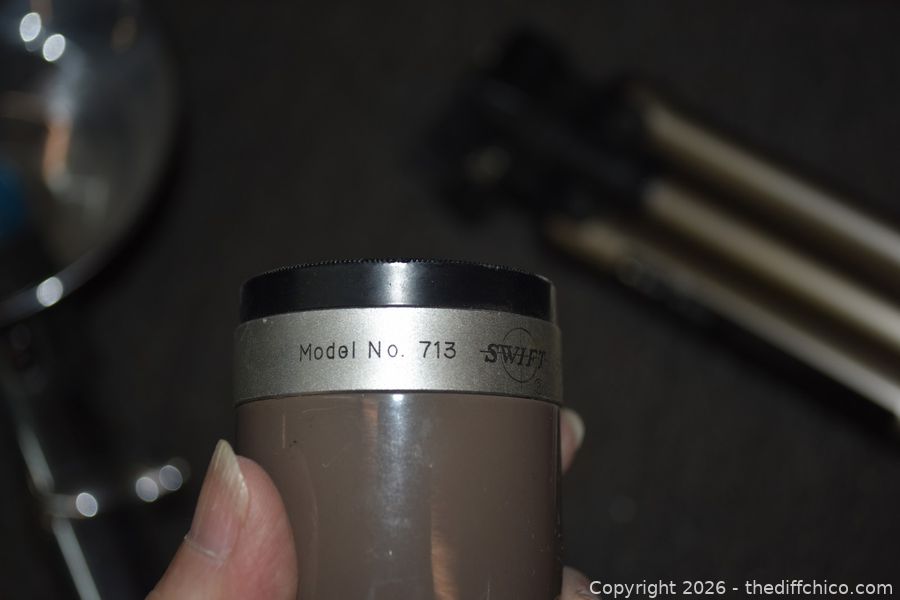 Model No. 713 SWIFT ®
Copyright 2026 - thediffchico.com